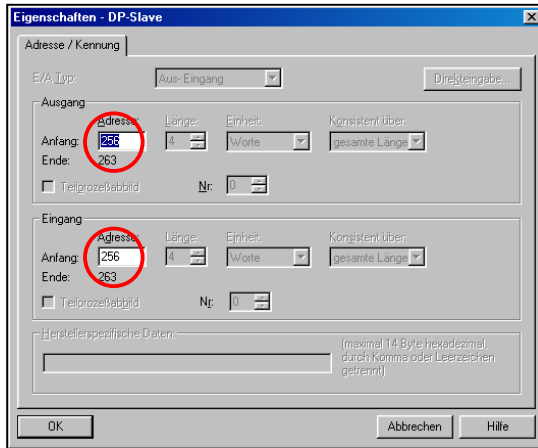 Eigenschaften - DP-Slave
Adresse / Kennung
E/A Typ: Aus- Eingang Direkteingabe...
Ausgang
Adresse: Länge: Einheit: Konsistent über:
Anfang: 256 4 Worte gesamte Länge
Ende: 263
Teilprozeßabbild Nr: 0
Eingang
Adresse: Länge: Einheit: Konsistent über:
Anfang: 256 4 Worte gesamte Länge
Ende: 263
Teilprozeßabbild Nr: 0
Herstellerspezifische Daten:
(maximal 14 Byte hexadezimal,
durch Komma oder Leerzeichen
getrennt)
OK Abbrechen Hilfe